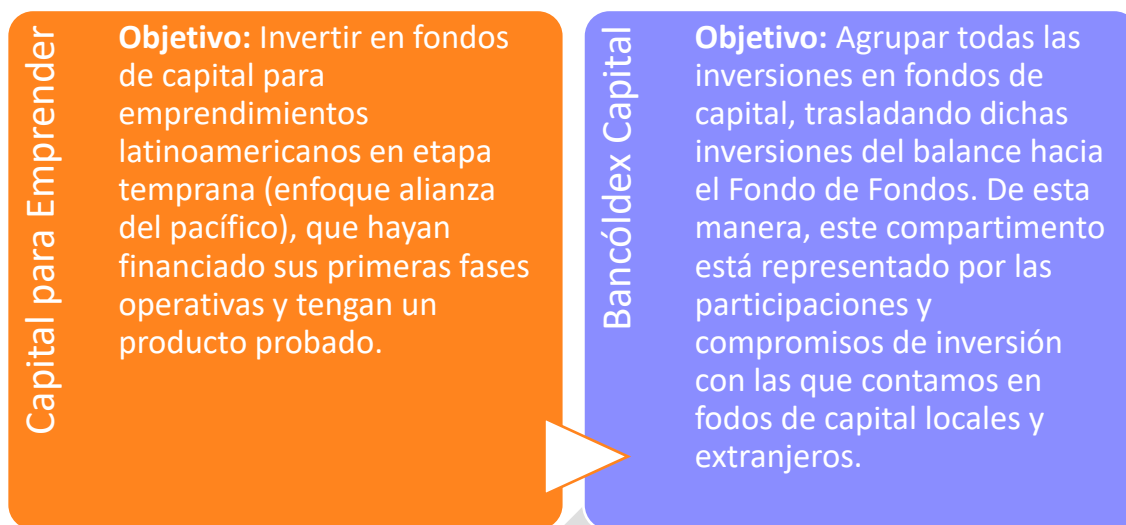 Capital para Emprender
Objetivo: Invertir en fondos
de capital para
emprendimientos
latinoamericanos en etapa
temprana (enfoque alianza
del pacífico), que hayan
financiado sus primeras fases
operativas y tengan un
producto probado.
Bancóldex Capital
Objetivo: Agrupar todas las
inversiones en fondos de
capital, trasladando dichas
inversiones del balance hacia
el Fondo de Fondos. De esta
manera, este compartimento
está representado por las
participaciones y
compromisos de inversión
con las que contamos en
fodos de capital locales y
extranjeros.